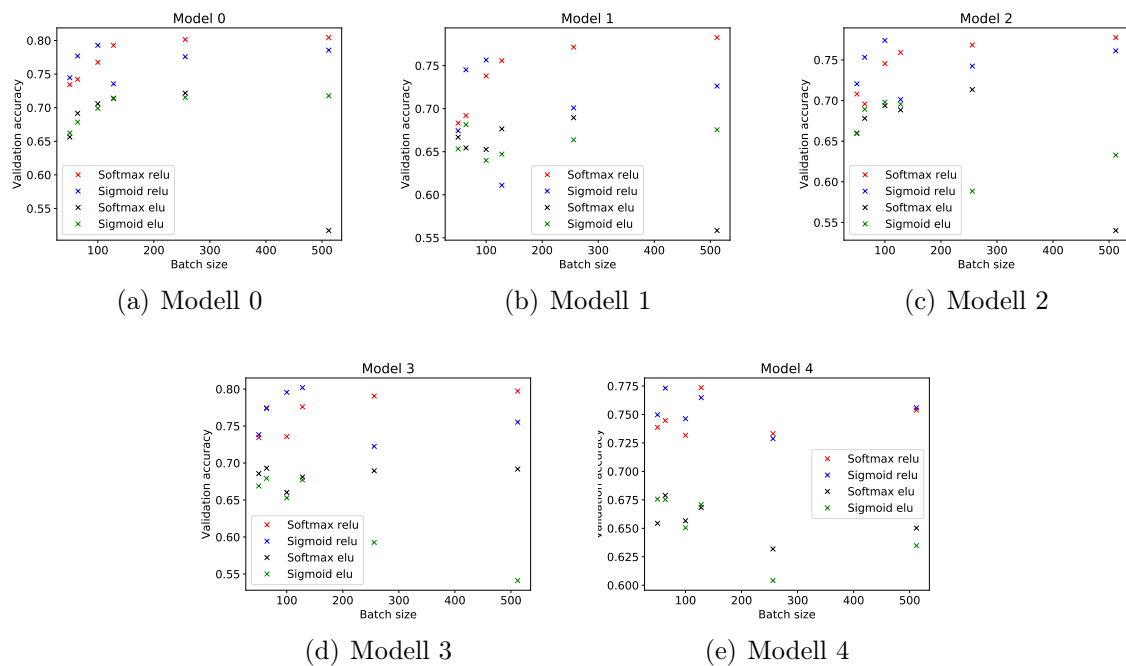 Model 0
Validation accuracy
0.80
0.75
0.70
0.65
0.60
0.55
Softmax relu
Sigmoid relu
Softmax elu
Sigmoid elu
100 200 300 400 500
Batch size
(a) Modell 0
Model 1
Validation accuracy
0.75
0.70
0.65
0.60
0.55
Softmax relu
Sigmoid relu
Softmax elu
Sigmoid elu
100 200 300 400 500
Batch size
(b) Modell 1
Model 2
Validation accuracy
0.75
0.70
0.65
0.60
0.55
Softmax relu
Sigmoid relu
Softmax elu
Sigmoid elu
100 200 300 400 500
Batch size
(c) Modell 2
Model 3
Validation accuracy
0.80
0.75
0.70
0.65
0.60
0.55
Softmax relu
Sigmoid relu
Softmax elu
Sigmoid elu
100 200 300 400 500
Batch size
(d) Modell 3
Model 4
Validation accuracy
0.775
0.750
0.725
0.700
0.675
0.650
0.625
0.600
Softmax relu
Sigmoid relu
Softmax elu
Sigmoid elu
100 200 300 400 500
Batch size
(e) Modell 4